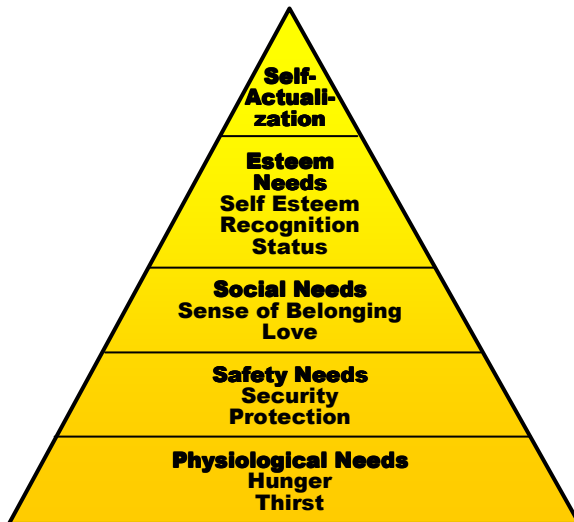 Self-
Actuali-
zation
Esteem
Needs
Self Esteem
Recognition
Status
Social Needs
Sense of Belonging
Love
Safety Needs
Security
Protection
Physiological Needs
Hunger
Thirst